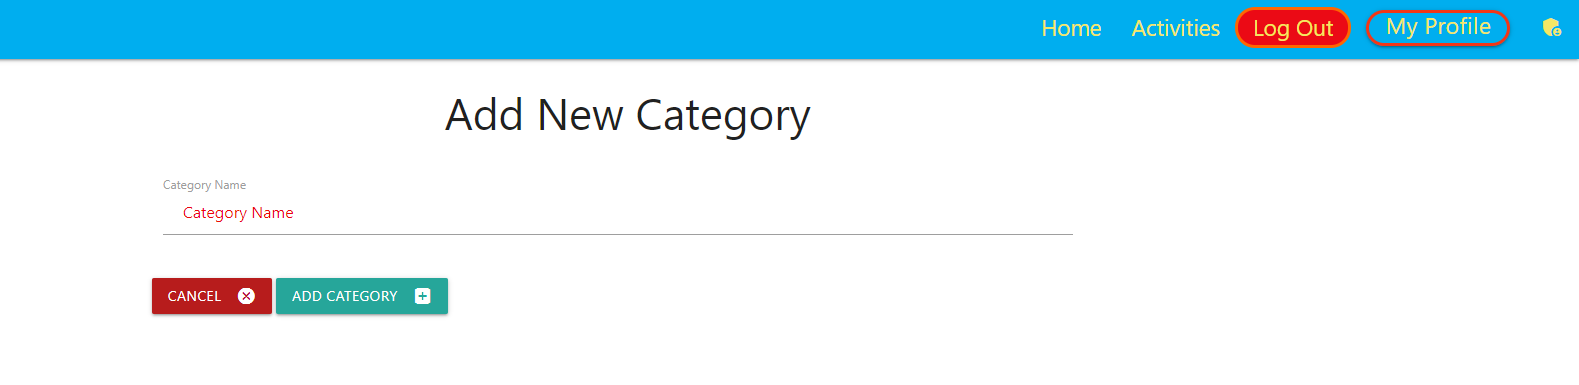 Home Activities Log Out My Profile
Add New Category
Category Name
Category Name
CANCEL ADD CATEGORY